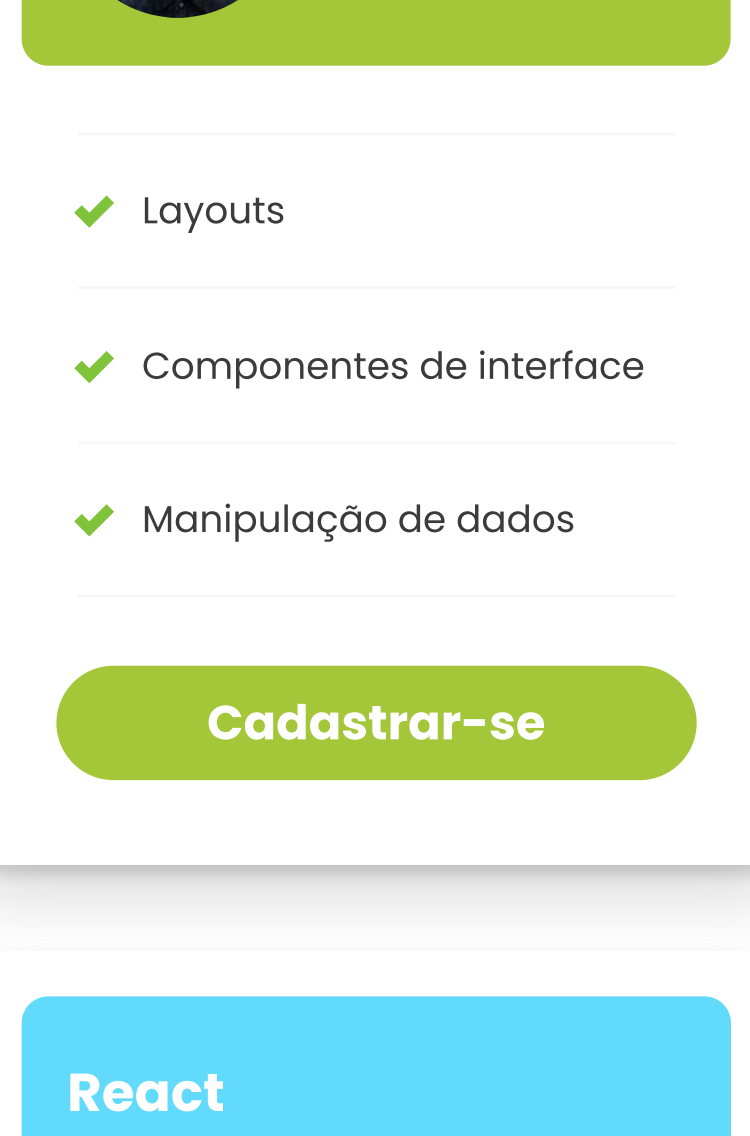 Layouts
Componentes de interface
Manipulação de dados
Cadastrar-se
React